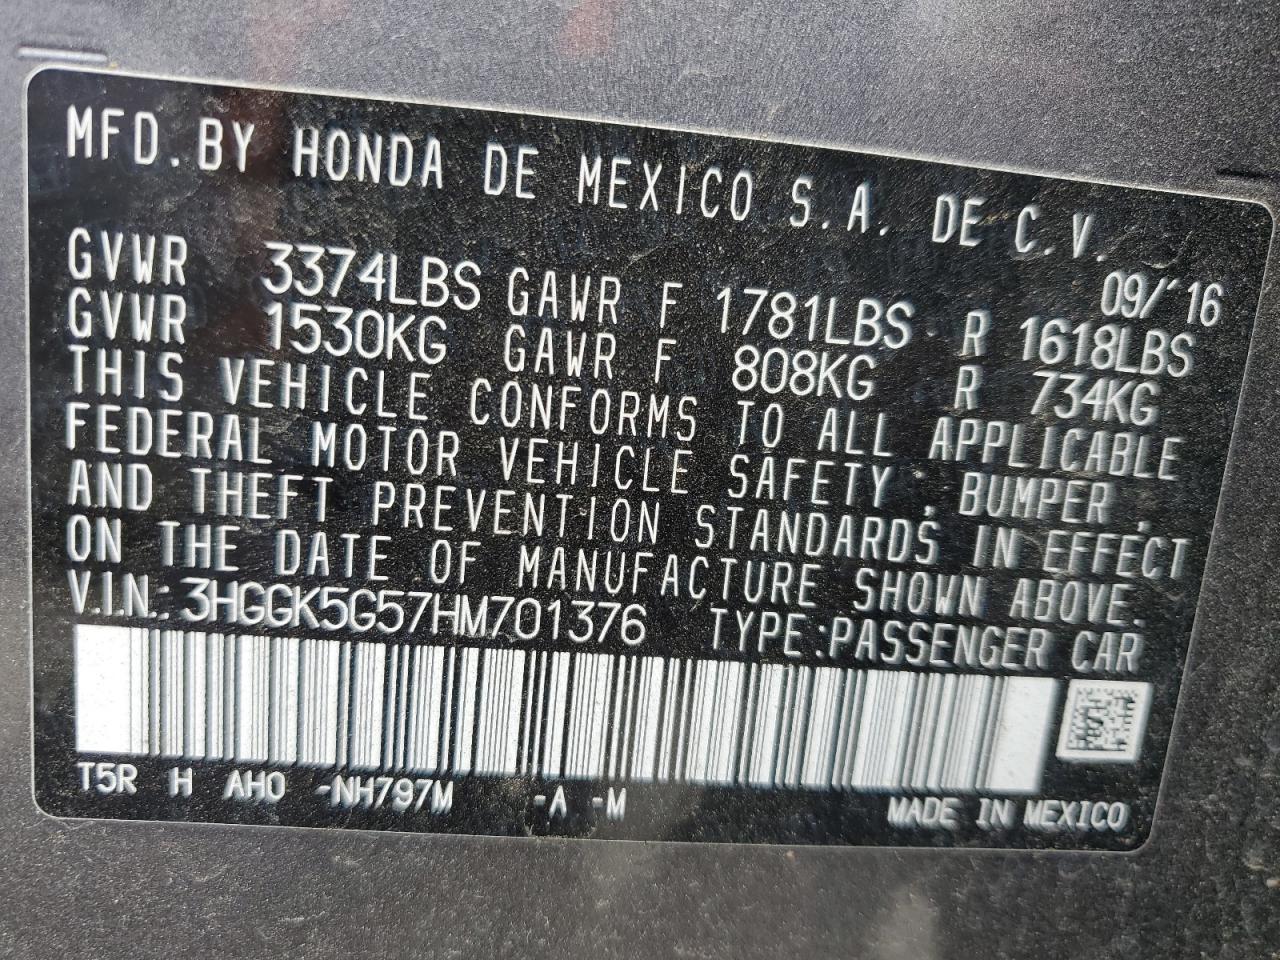 MFD. BY HONDA DE MEXICO S.A. DE C.V.
09/'16
GVWR 3374LBS GAWR F 1781LBS R 1618LBS
GVWR 1530KG GAWR F 808KG R 734KG
THIS VEHICLE CONFORMS TO ALL APPLICABLE
FEDERAL MOTOR VEHICLE SAFETY, BUMPER,
AND THEFT PREVENTION STANDARDS IN EFFECT
ON THE DATE OF MANUFACTURE SHOWN ABOVE.
V.I.N.: 3HGGK5G57HM701376 TYPE:PASSENGER CAR
T5R H AH0 -NH797M -A -M MADE IN MEXICO